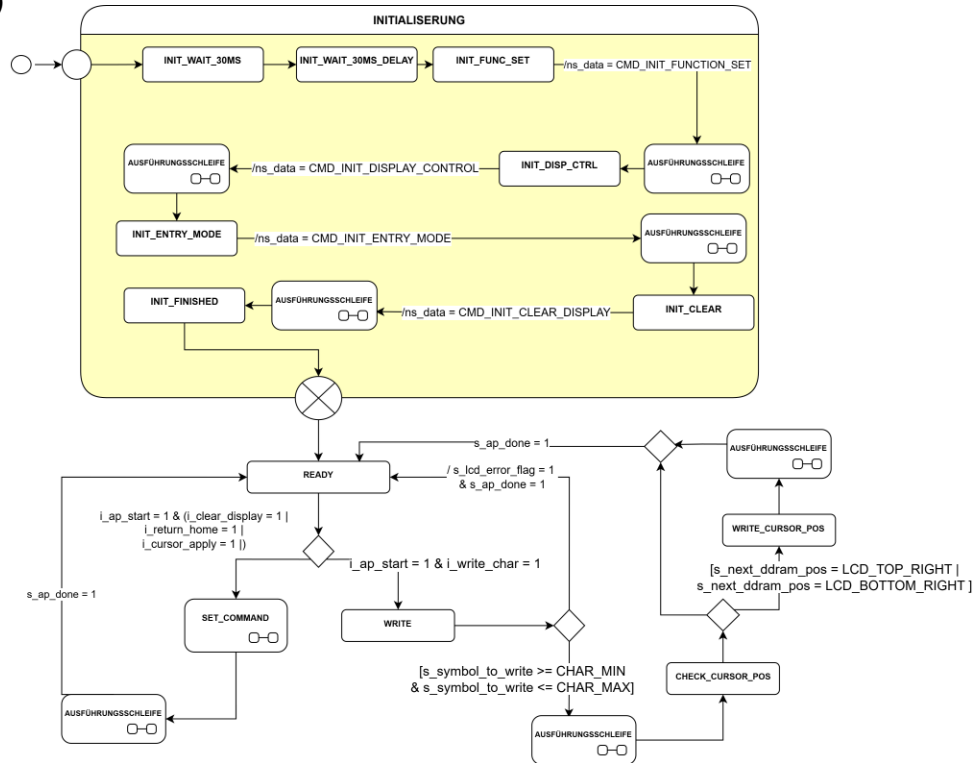 )
INITIALISERUNG
INIT_WAIT_30MS
INIT_WAIT_30MS_DELAY
INIT_FUNC_SET
/ns_data = CMD_INIT_FUNCTION_SET
AUSFÜHRUNGSSCHLEIFE
/ns_data = CMD_INIT_DISPLAY_CONTROL
INIT_DISP_CTRL
AUSFÜHRUNGSSCHLEIFE
INIT_ENTRY_MODE
/ns_data = CMD_INIT_ENTRY_MODE
AUSFÜHRUNGSSCHLEIFE
INIT_FINISHED
AUSFÜHRUNGSSCHLEIFE
/ns_data = CMD_INIT_CLEAR_DISPLAY
INIT_CLEAR
s_ap_done = 1
AUSFÜHRUNGSSCHLEIFE
READY
/ s_lcd_error_flag = 1
& s_ap_done = 1
WRITE_CURSOR_POS
i_ap_start = 1 & (i_clear_display = 1 |
i_return_home = 1 |
i_cursor_apply = 1 |)
i_ap_start = 1 & i_write_char = 1
[s_next_ddram_pos = LCD_TOP_RIGHT |
s_next_ddram_pos = LCD_BOTTOM_RIGHT ]
s_ap_done = 1
SET_COMMAND
WRITE
[s_symbol_to_write >= CHAR_MIN
& s_symbol_to_write <= CHAR_MAX]
CHECK_CURSOR_POS
AUSFÜHRUNGSSCHLEIFE
AUSFÜHRUNGSSCHLEIFE